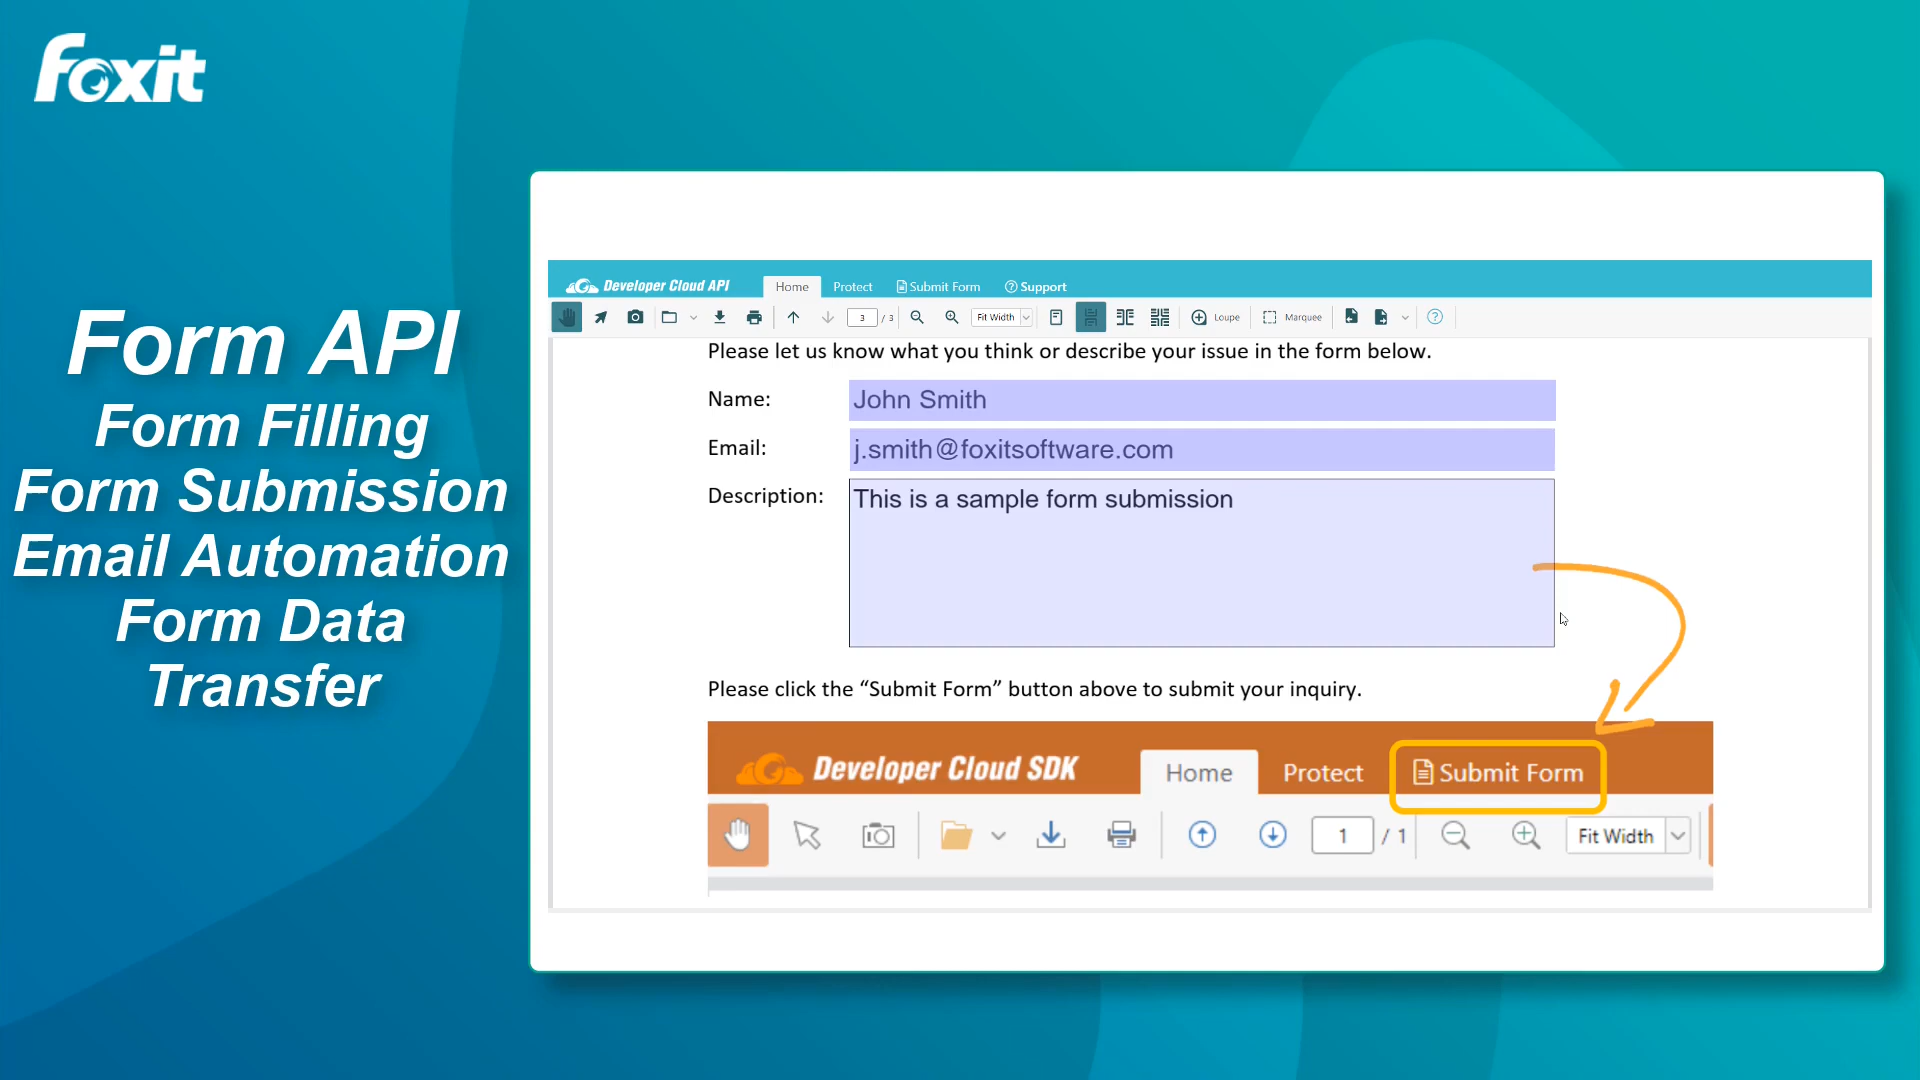 Foxit
Form API
Form Filling
Form Submission
Email Automation
Form Data
Transfer
Developer Cloud API
Home
Protect
Submit Form
Support
3 / 3
Fit Width
Loupe
Marquee
Please let us know what you think or describe your issue in the form below.
Name: John Smith
Email: j.smith@foxitsoftware.com
Description: This is a sample form submission
Please click the “Submit Form” button above to submit your inquiry.
Developer Cloud SDK
Home
Protect
Submit Form
1 / 1
Fit Width